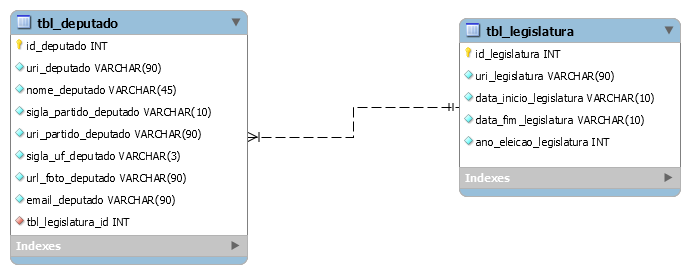 tbl_deputado
id_deputado INT
uri_deputado VARCHAR(90)
nome_deputado VARCHAR(45)
sigla_partido_deputado VARCHAR(10)
uri_partido_deputado VARCHAR(90)
sigla_uf_deputado VARCHAR(3)
url_foto_deputado VARCHAR(90)
email_deputado VARCHAR(90)
tbl_legislatura_id INT
Indexes
tbl_legislatura
id_legislatura INT
uri_legislatura VARCHAR(90)
data_inicio_legislatura VARCHAR(10)
data_fim_legislatura VARCHAR(10)
ano_eleicao_legislatura INT
Indexes